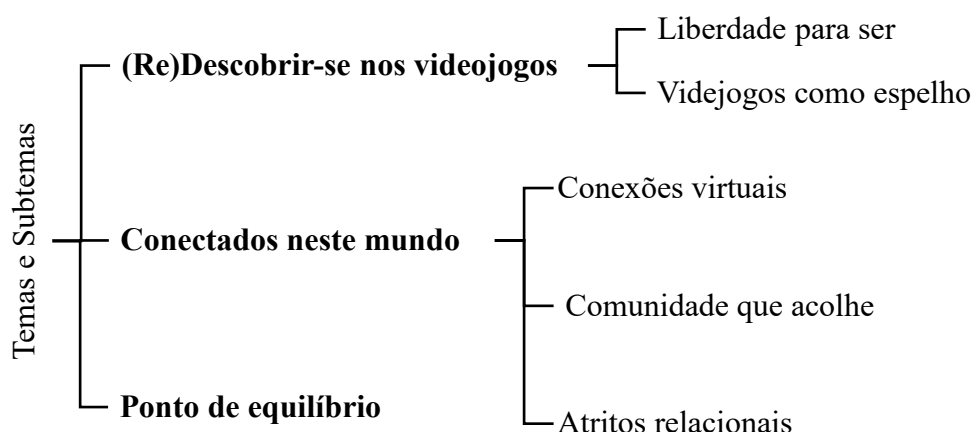 Temas e Subtemas
(Re)Descobrir-se nos videojogos
Liberdade para ser
Videjogos como espelho
Conectados neste mundo
Conexões virtuais
Comunidade que acolhe
Atritos relacionais
Ponto de equilíbrio